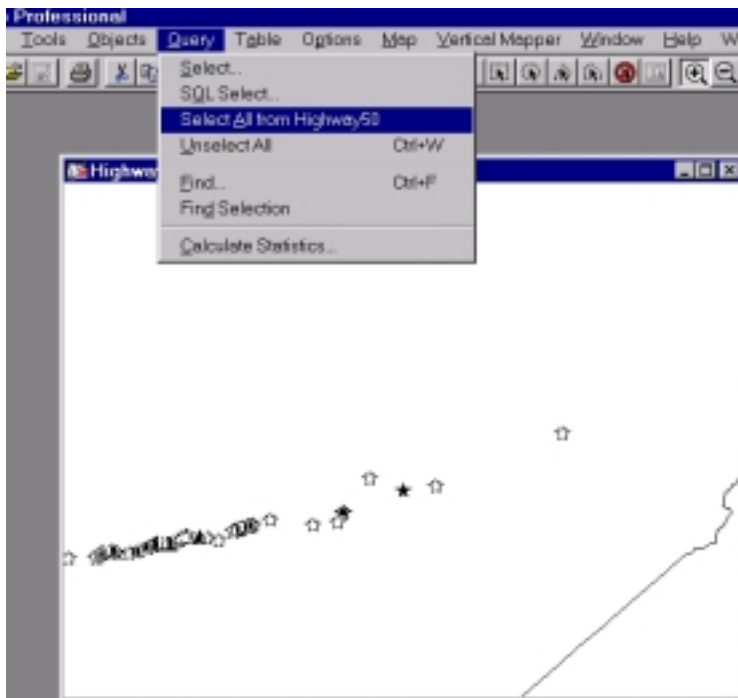 Professional
Tools Objects Query Table Options Map Vertical Mapper Window Help W
Select...
SQL Select...
Select All from Highway50
Unselect All Ctrl+W
Find... Ctrl+F
Find Selection
Calculate Statistics...
Highway